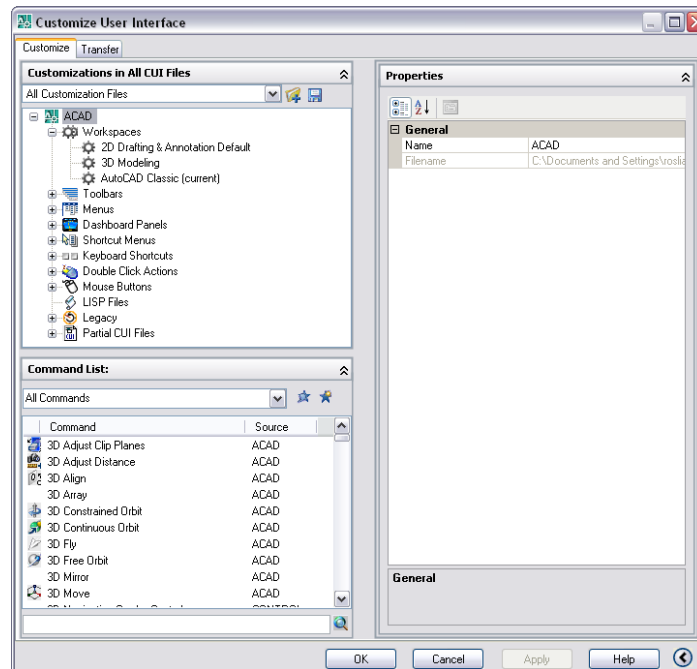 Customize User Interface
Customize
Transfer
Customizations in All CUI Files
All Customization Files
ACAD
Workspaces
2D Drafting & Annotation Default
3D Modeling
AutoCAD Classic (current)
Toolbars
Menus
Dashboard Panels
Shortcut Menus
Keyboard Shortcuts
Double Click Actions
Mouse Buttons
LISP Files
Legacy
Partial CUI Files
Command List:
All Commands
Command Source
3D Adjust Clip Planes ACAD
3D Adjust Distance ACAD
3D Align ACAD
3D Array ACAD
3D Constrained Orbit ACAD
3D Continuous Orbit ACAD
3D Fly ACAD
3D Free Orbit ACAD
3D Mirror ACAD
3D Move ACAD
Properties
General
Name ACAD
Filename C:\Documents and Settings\roslia
General
OK
Cancel
Apply
Help